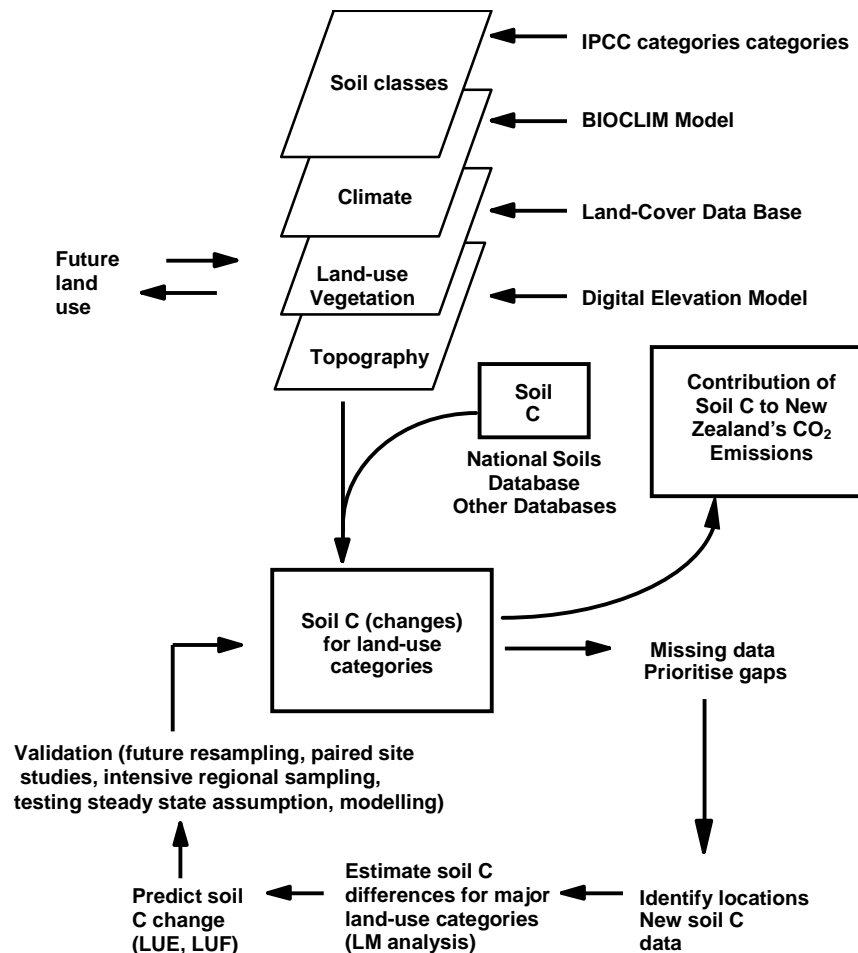 IPCC categories categories
Soil classes
BIOCLIM Model
Climate
Land-Cover Data Base
Future
land
use
Land-use
Vegetation
Digital Elevation Model
Topography
Soil
C
National Soils
Database
Other Databases
Contribution of
Soil C to New
Zealand’s CO₂
Emissions
Soil C (changes)
for land-use
categories
Missing data
Prioritise gaps
Validation (future resampling, paired site
studies, intensive regional sampling,
testing steady state assumption, modelling)
Predict soil
C change
(LUE, LUF)
Estimate soil C
differences for major
land-use categories
(LM analysis)
Identify locations
New soil C
data